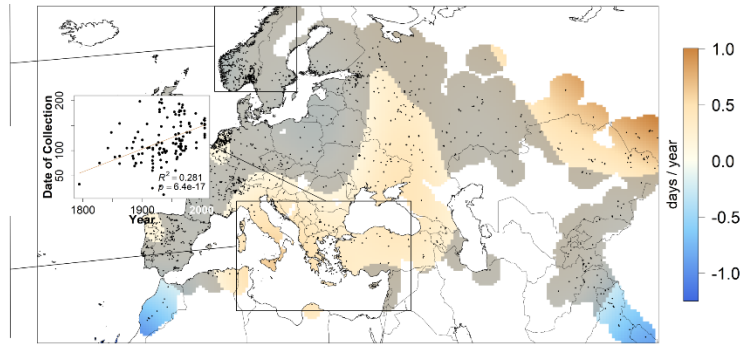 200
150
100
50
Date of Collection
R² = 0.281
p = 6.4e-17
1800
1900
2000
Year
1.0
0.5
0.0
-0.5
-1.0
days / year